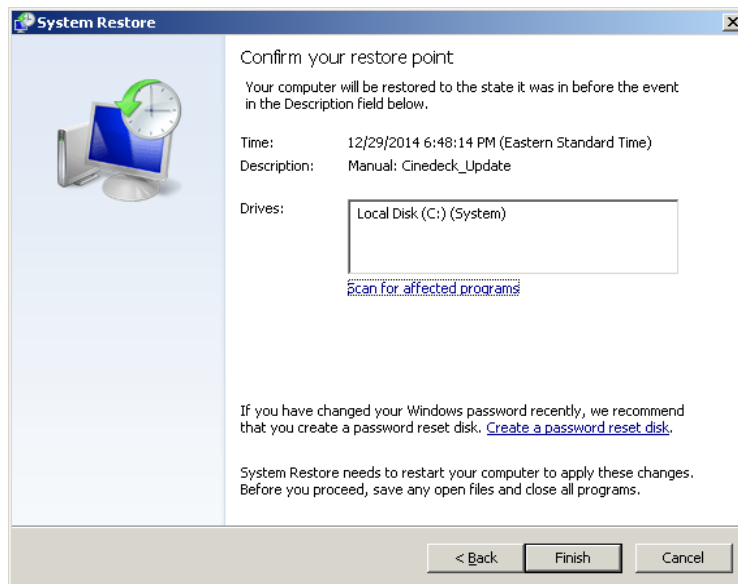 System Restore
Confirm your restore point
Your computer will be restored to the state it was in before the event
in the Description field below.
Time: 12/29/2014 6:48:14 PM (Eastern Standard Time)
Description: Manual: Cinedeck_Update
Drives: Local Disk (C:) (System)
Scan for affected programs
If you have changed your Windows password recently, we recommend
that you create a password reset disk. Create a password reset disk.
System Restore needs to restart your computer to apply these changes.
Before you proceed, save any open files and close all programs.
< Back Finish Cancel